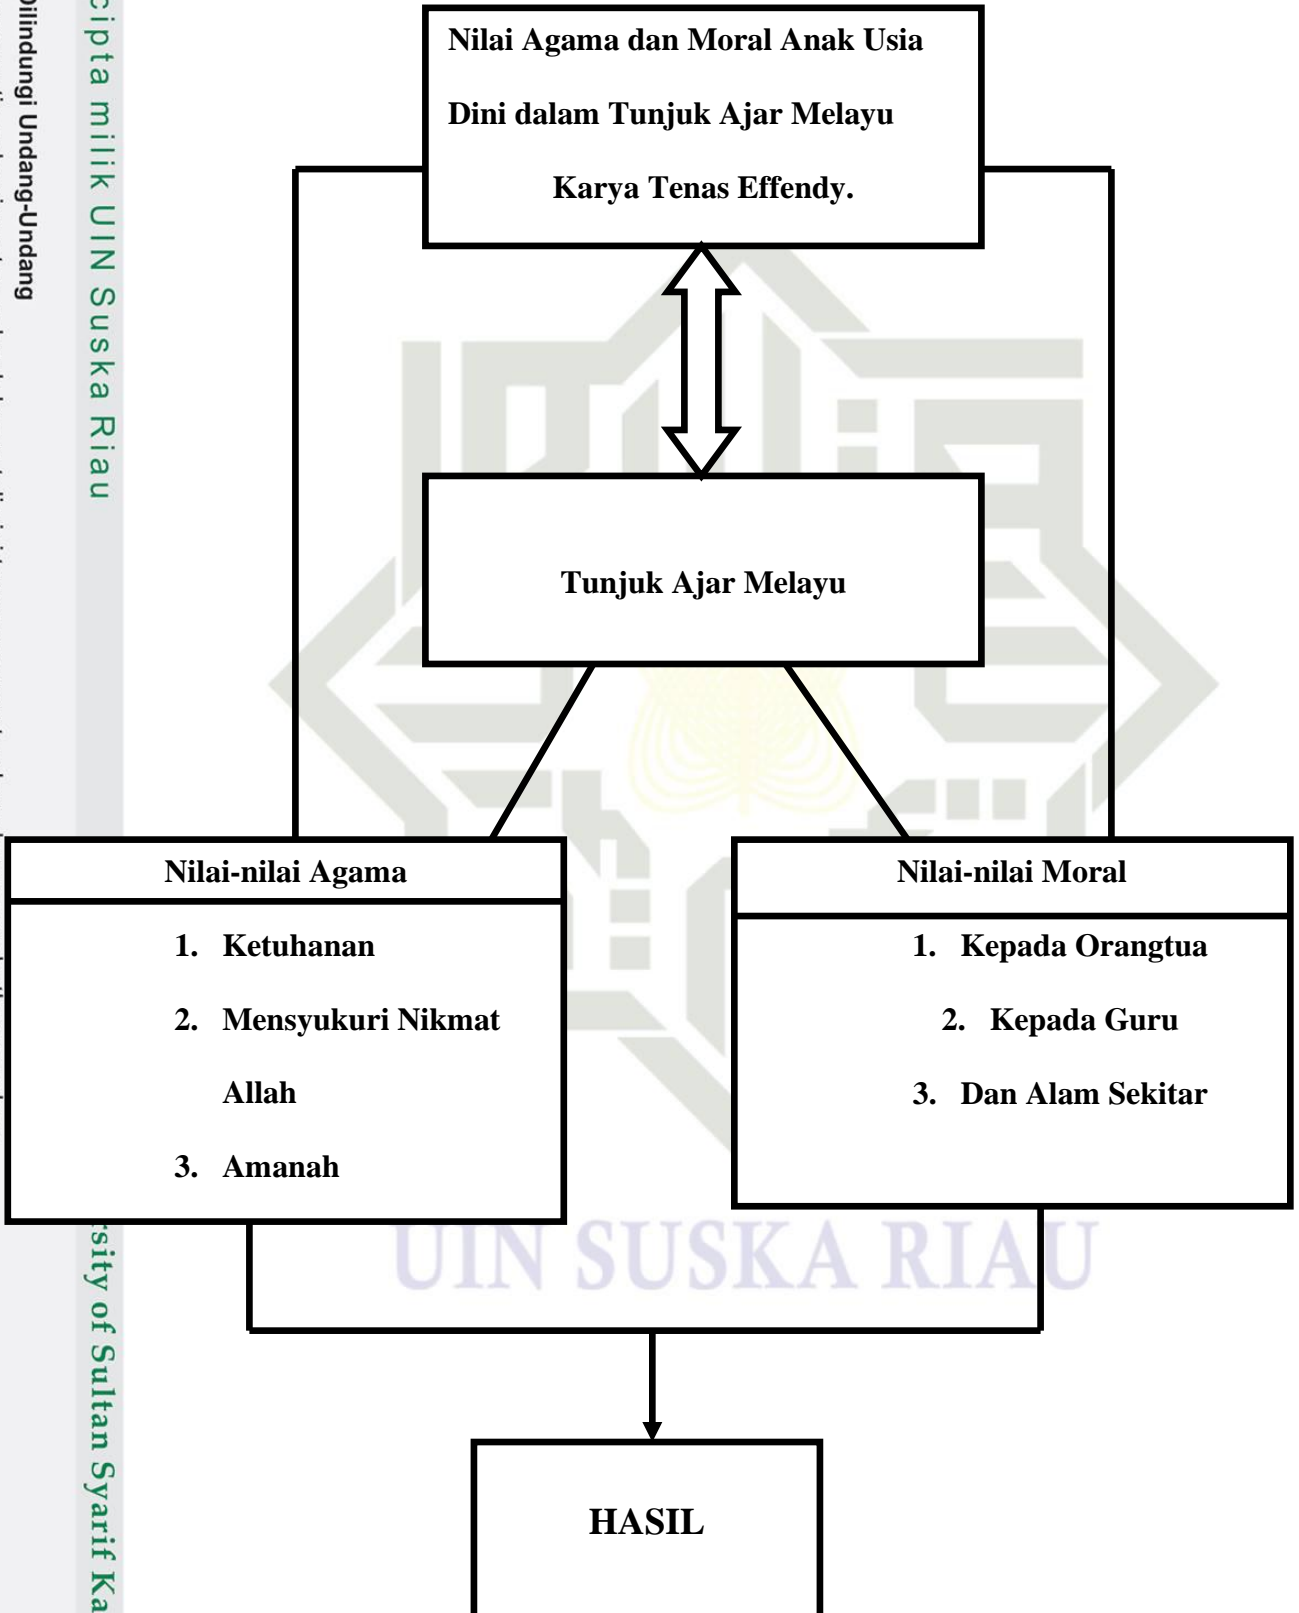 Nilai Agama dan Moral Anak Usia
Dini dalam Tunjuk Ajar Melayu
Karya Tenas Effendy.
Tunjuk Ajar Melayu
Nilai-nilai Agama
1. Ketuhanan
2. Mensyukuri Nikmat
Allah
3. Amanah
Nilai-nilai Moral
1. Kepada Orangtua
2. Kepada Guru
3. Dan Alam Sekitar
HASIL
UIN SUSKA RIAU
cipta milik UIN Suska Riau
Dilindungi Undang-Undang
rsity of Sultan Syarif Ka